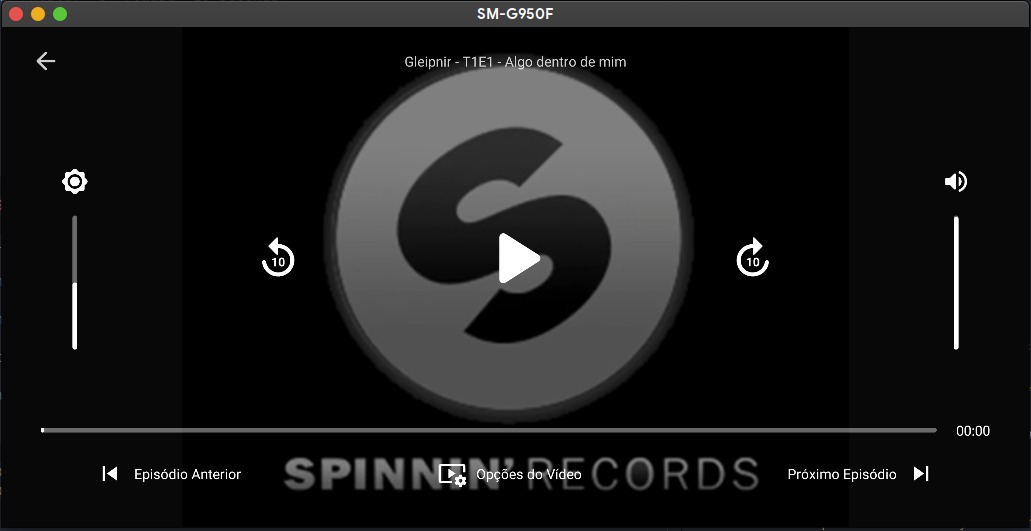 SM-G950F
Gleipnir - T1E1 - Algo dentro de mim
10
10
00:00
Episódio Anterior
Opções do Vídeo
Próximo Episódio
SPINNIN' RECORDS